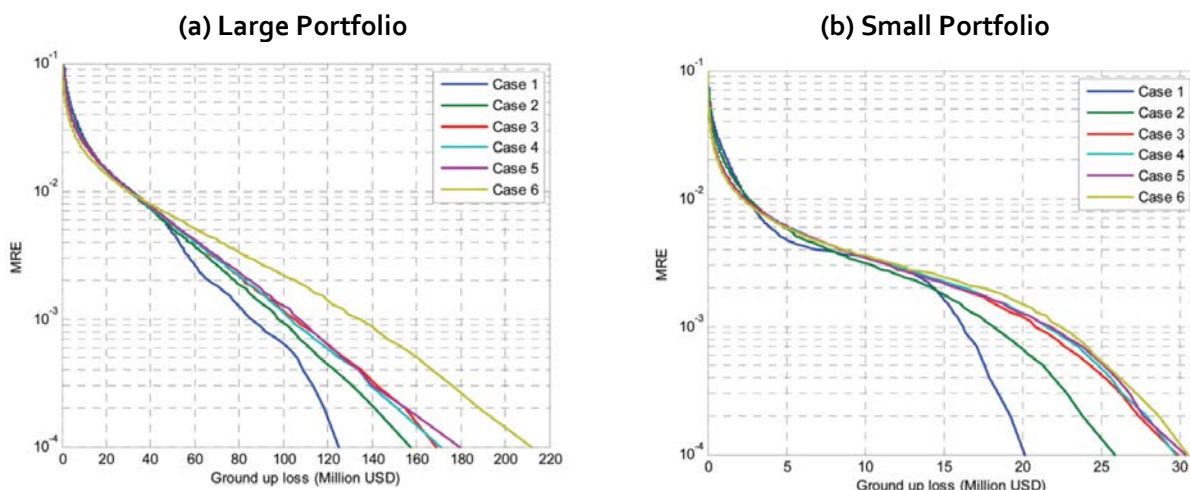 (a) Large Portfolio
10⁻¹
10⁻²
10⁻³
10⁻⁴
MRE
Case 1
Case 2
Case 3
Case 4
Case 5
Case 6
0 20 40 60 80 100 120 140 160 180 200 220
Ground up loss (Million USD)
(b) Small Portfolio
10⁻¹
10⁻²
10⁻³
10⁻⁴
MRE
Case 1
Case 2
Case 3
Case 4
Case 5
Case 6
0 5 10 15 20 25 30
Ground up loss (Million USD)